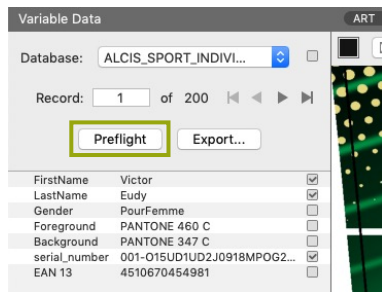 Variable Data
ART
Database: ALCIS_SPORT_INDIVI...
Record: 1 of 200
Preflight Export...
FirstName Victor
LastName Eudy
Gender PourFemme
Foreground PANTONE 460 C
Background PANTONE 347 C
serial_number 001-O15UD1UD2J0918MPOG2...
EAN 13 4510670454981